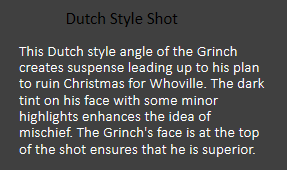 Dutch Style Shot
This Dutch style angle of the Grinch
creates suspense leading up to his plan
to ruin Christmas for Whoville. The dark
tint on his face with some minor
highlights enhances the idea of
mischief. The Grinch's face is at the top
of the shot ensures that he is superior.